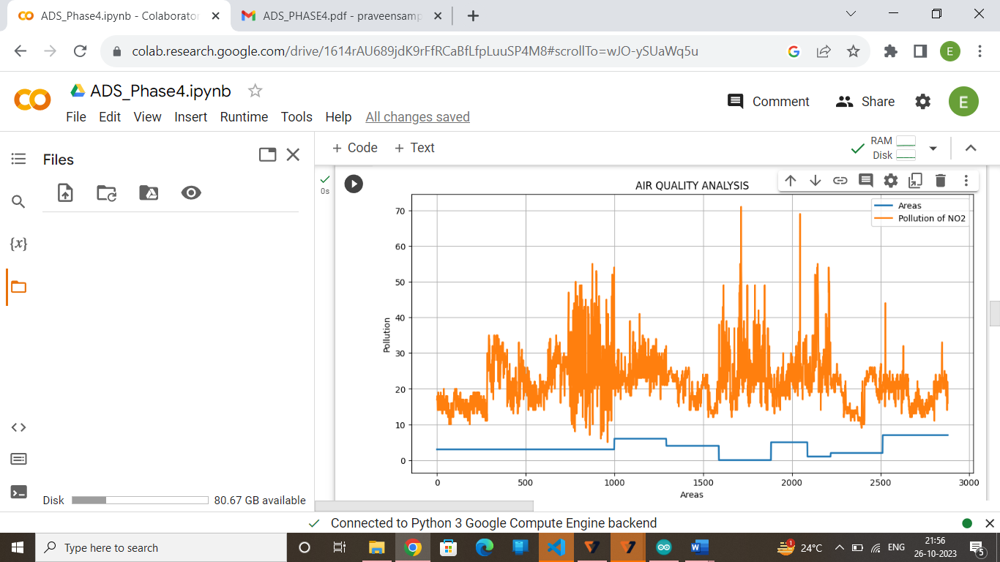 ADS_Phase4.ipynb - Colaborato
ADS_PHASE4.pdf - praveensamp
colab.research.google.com/drive/1614rAU689jdK9rFfRCaBfLfpLuuSP4M8#scrollTo=wJO-ySUaWq5u
G
E
ADS_Phase4.ipynb
Comment
Share
E
File Edit View Insert Runtime Tools Help All changes saved
Files
+ Code + Text
RAM
Disk
{x}
0s
AIR QUALITY ANALYSIS
Areas
Pollution of NO2
70
60
50
40
30
20
10
0
Pollution
0 500 1000 1500 2000 2500 3000
Areas
Disk 80.67 GB available
Connected to Python 3 Google Compute Engine backend
Type here to search
W
1
24°C
ENG
21:56
26-10-2023
5